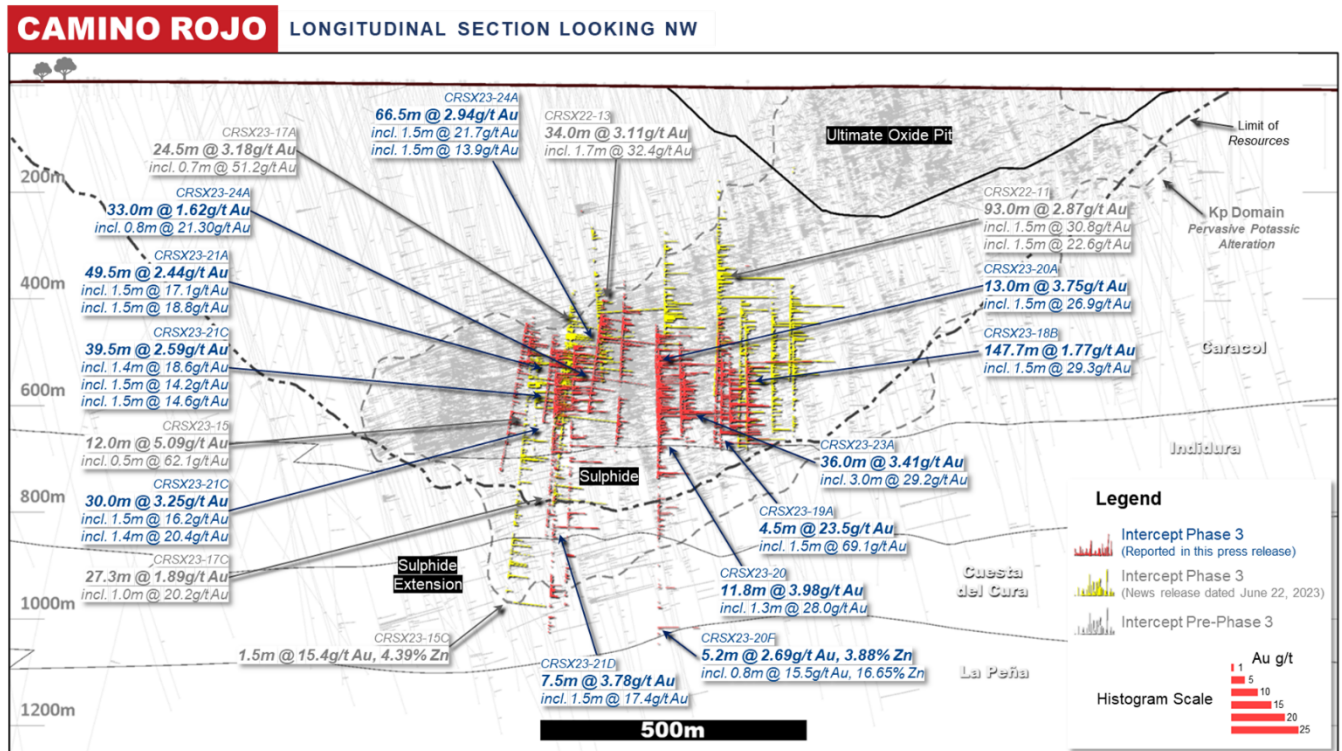 CAMINO ROJO
LONGITUDINAL SECTION LOOKING NW
CRSX23-24A
66.5m @ 2.94g/t Au
incl. 1.5m @ 21.7g/t Au
incl. 1.5m @ 13.9g/t Au
CRSX22-13
34.0m @ 3.11g/t Au
incl. 1.7m @ 32.4g/t Au
CRSX23-17A
24.5m @ 3.18g/t Au
incl. 0.7m @ 51.2g/t Au
CRSX23-24A
33.0m @ 1.62g/t Au
incl. 0.8m @ 21.30g/t Au
CRSX23-21A
49.5m @ 2.44g/t Au
incl. 1.5m @ 17.1g/t Au
incl. 1.5m @ 18.8g/t Au
CRSX23-21C
39.5m @ 2.59g/t Au
incl. 1.4m @ 18.6g/t Au
incl. 1.5m @ 14.2g/t Au
incl. 1.5m @ 14.6g/t Au
CRSX23-15
12.0m @ 5.09g/t Au
incl. 0.5m @ 62.1g/t Au
CRSX23-21C
30.0m @ 3.25g/t Au
incl. 1.5m @ 16.2g/t Au
incl. 1.4m @ 20.4g/t Au
CRSX23-17C
27.3m @ 1.89g/t Au
incl. 1.0m @ 20.2g/t Au
CRSX23-15C
1.5m @ 15.4g/t Au, 4.39% Zn
CRSX23-21D
7.5m @ 3.78g/t Au
incl. 1.5m @ 17.4g/t Au
200m
400m
600m
800m
1000m
1200m
Ultimate Oxide Pit
Limit of
Resources
Kp Domain
Pervasive Potassic
Alteration
CRSX22-11
93.0m @ 2.87g/t Au
incl. 1.5m @ 30.8g/t Au
incl. 1.5m @ 22.6g/t Au
CRSX23-20A
13.0m @ 3.75g/t Au
incl. 1.5m @ 26.9g/t Au
CRSX23-18B
147.7m @ 1.77g/t Au
incl. 1.5m @ 29.3g/t Au
CRSX23-23A
36.0m @ 3.41g/t Au
incl. 3.0m @ 29.2g/t Au
CRSX23-19A
4.5m @ 23.5g/t Au
incl. 1.5m @ 69.1g/t Au
CRSX23-20
11.8m @ 3.98g/t Au
incl. 1.3m @ 28.0g/t Au
CRSX23-20F
5.2m @ 2.69g/t Au, 3.88% Zn
incl. 0.8m @ 15.5g/t Au, 16.65% Zn
Sulphide
Sulphide
Extension
Caracol
Indidura
Cuesta
del Cura
La Peña
500m
Legend
Intercept Phase 3
(Reported in this press release)
Intercept Phase 3
(News release dated June 22, 2023)
Intercept Pre-Phase 3
Au g/t
Histogram Scale
1
5
10
15
20
25